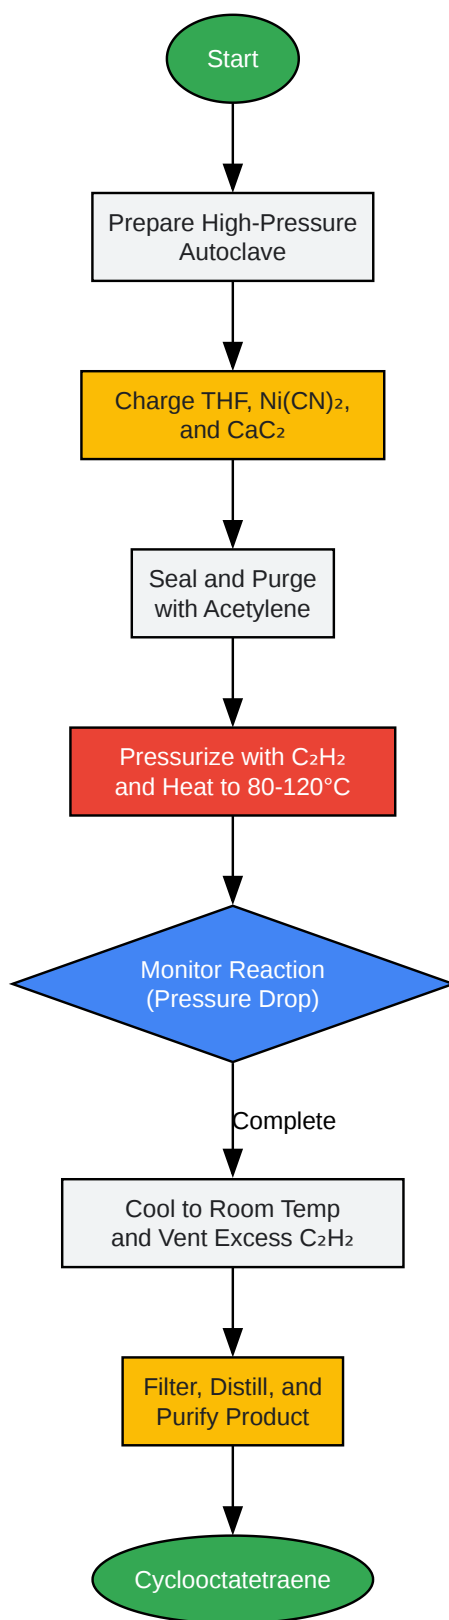 Start
Prepare High-Pressure
Autoclave
Charge THF, Ni(CN)₂,
and CaC₂
Seal and Purge
with Acetylene
Pressurize with C₂H₂
and Heat to 80-120°C
Monitor Reaction
(Pressure Drop)
Complete
Cool to Room Temp
and Vent Excess C₂H₂
Filter, Distill, and
Purify Product
Cyclooctatetraene